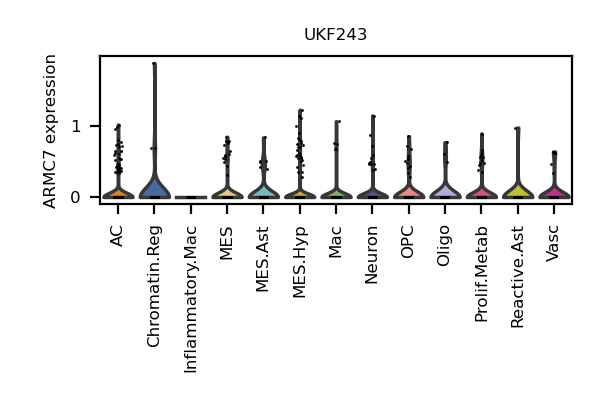 UKF243
ARMC7 expression
1
0
AC
Chromatin.Reg
Inflammatory.Mac
MES
MES.Ast
MES.Hyp
Mac
Neuron
OPC
Oligo
Prolif.Metab
Reactive.Ast
Vasc